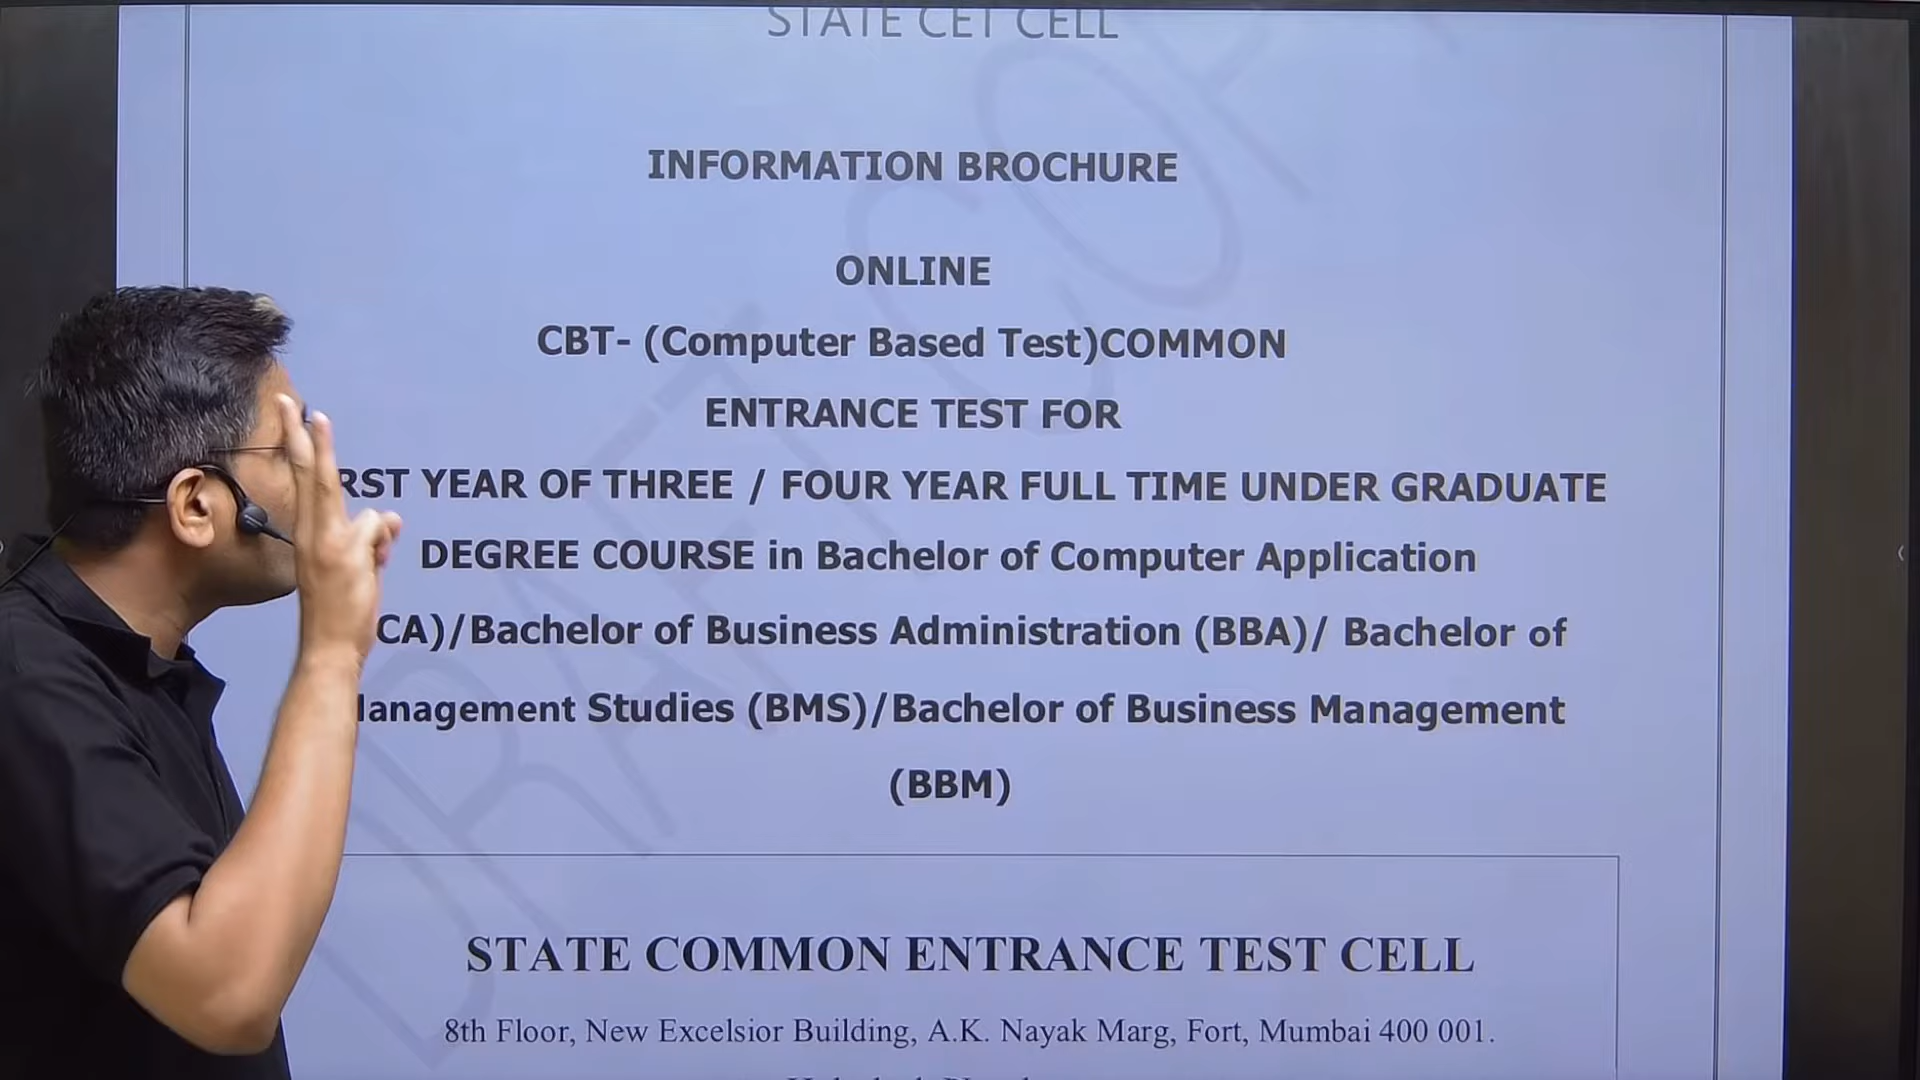 STATE CET CELL
INFORMATION BROCHURE
ONLINE
CBT- (Computer Based Test)COMMON
ENTRANCE TEST FOR
RST YEAR OF THREE / FOUR YEAR FULL TIME UNDER GRADUATE
DEGREE COURSE in Bachelor of Computer Application
CA)/Bachelor of Business Administration (BBA)/ Bachelor of
anagement Studies (BMS)/Bachelor of Business Management
(BBM)
STATE COMMON ENTRANCE TEST CELL
8th Floor, New Excelsior Building, A.K. Nayak Marg, Fort, Mumbai 400 001.
DRAFT COPY